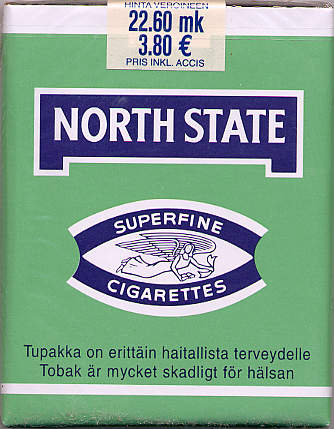 HINTA VEROINEEN
22.60 mk
3.80 €
PRIS INKL. ACCIS
NORTH STATE
SUPERFINE
CIGARETTES
Tupakka on erittäin haitallista terveydelle
Tobak är mycket skadligt för hälsan